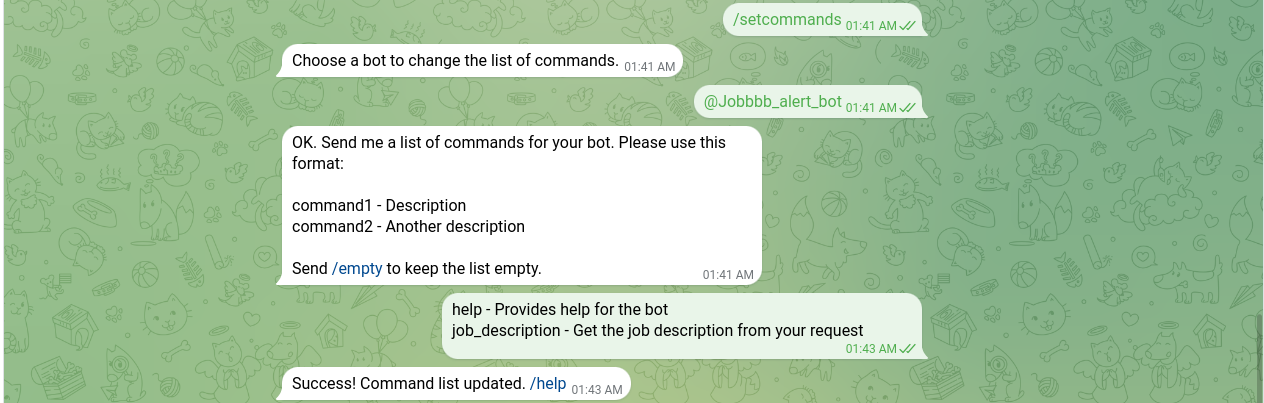 /setcommands 01:41 AM
Choose a bot to change the list of commands. 01:41 AM
@Jobbbb_alert_bot 01:41 AM
OK. Send me a list of commands for your bot. Please use this
format:
command1 - Description
command2 - Another description
Send /empty to keep the list empty. 01:41 AM
help - Provides help for the bot
job_description - Get the job description from your request
01:43 AM
Success! Command list updated. /help 01:43 AM